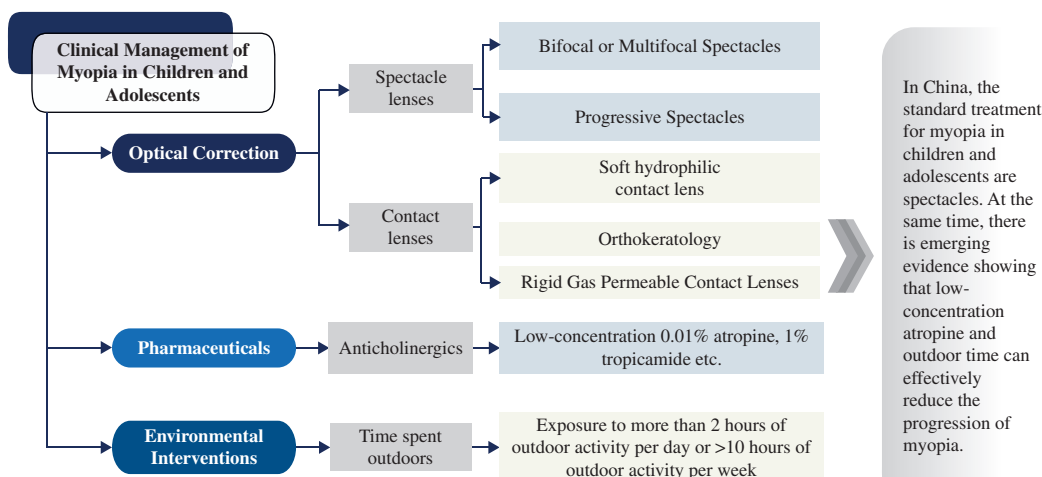 Clinical Management of
Myopia in Children and
Adolescents
Optical Correction
Spectacle
lenses
Bifocal or Multifocal Spectacles
Progressive Spectacles
Contact
lenses
Soft hydrophilic
contact lens
Orthokeratology
Rigid Gas Permeable Contact Lenses
Pharmaceuticals
Anticholinergics
Low-concentration 0.01% atropine, 1%
tropicamide etc.
Environmental
Interventions
Time spent
outdoors
Exposure to more than 2 hours of
outdoor activity per day or >10 hours of
outdoor activity per week
In China, the
standard treatment
for myopia in
children and
adolescents are
spectacles. At the
same time, there
is emerging
evidence showing
that low-
concentration
atropine and
outdoor time can
effectively
reduce the
progression of
myopia.